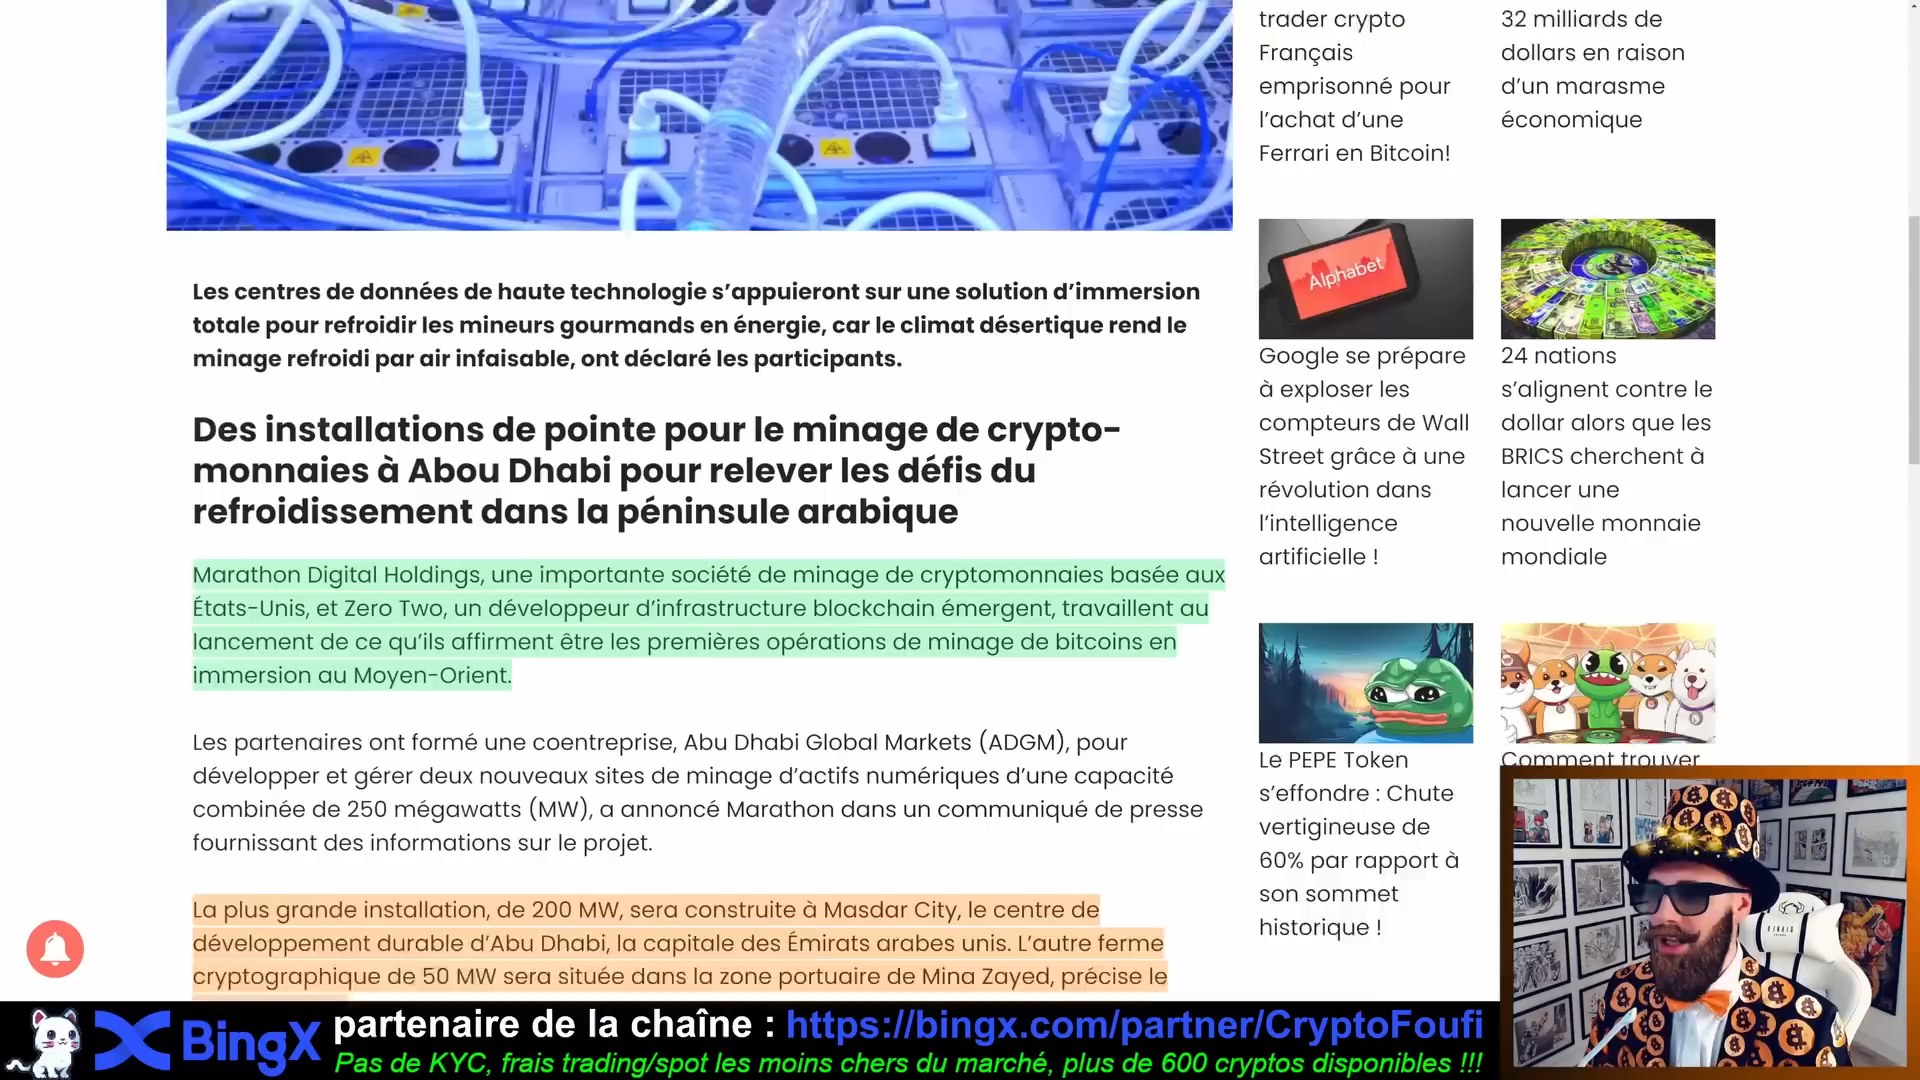 trader crypto
Français
emprisonné pour
l’achat d’une
Ferrari en Bitcoin!
32 milliards de
dollars en raison
d’un marasme
économique
Les centres de données de haute technologie s’appuieront sur une solution d’immersion
totale pour refroidir les mineurs gourmands en énergie, car le climat désertique rend le
minage refroidi par air infaisable, ont déclaré les participants.
Des installations de pointe pour le minage de crypto-
monnaies à Abou Dhabi pour relever les défis du
refroidissement dans la péninsule arabique
Marathon Digital Holdings, une importante société de minage de cryptomonnaies basée aux
États-Unis, et Zero Two, un développeur d’infrastructure blockchain émergent, travaillent au
lancement de ce qu’ils affirment être les premières opérations de minage de bitcoins en
immersion au Moyen-Orient.
Les partenaires ont formé une coentreprise, Abu Dhabi Global Markets (ADGM), pour
développer et gérer deux nouveaux sites de minage d’actifs numériques d’une capacité
combinée de 250 mégawatts (MW), a annoncé Marathon dans un communiqué de presse
fournissant des informations sur le projet.
La plus grande installation, de 200 MW, sera construite à Masdar City, le centre de
développement durable d’Abu Dhabi, la capitale des Émirats arabes unis. L’autre ferme
cryptographique de 50 MW sera située dans la zone portuaire de Mina Zayed, précise le
Alphabet
Google se prépare
à exploser les
compteurs de Wall
Street grâce à une
révolution dans
l’intelligence
artificielle !
24 nations
s’alignent contre le
dollar alors que les
BRICS cherchent à
lancer une
nouvelle monnaie
mondiale
Le PEPE Token
s’effondre : Chute
vertigineuse de
60% par rapport à
son sommet
historique !
Comment trouver
BingX
partenaire de la chaîne : https://bingx.com/partner/CryptoFoufi
Pas de KYC, frais trading/spot les moins chers du marché, plus de 600 cryptos disponibles !!!